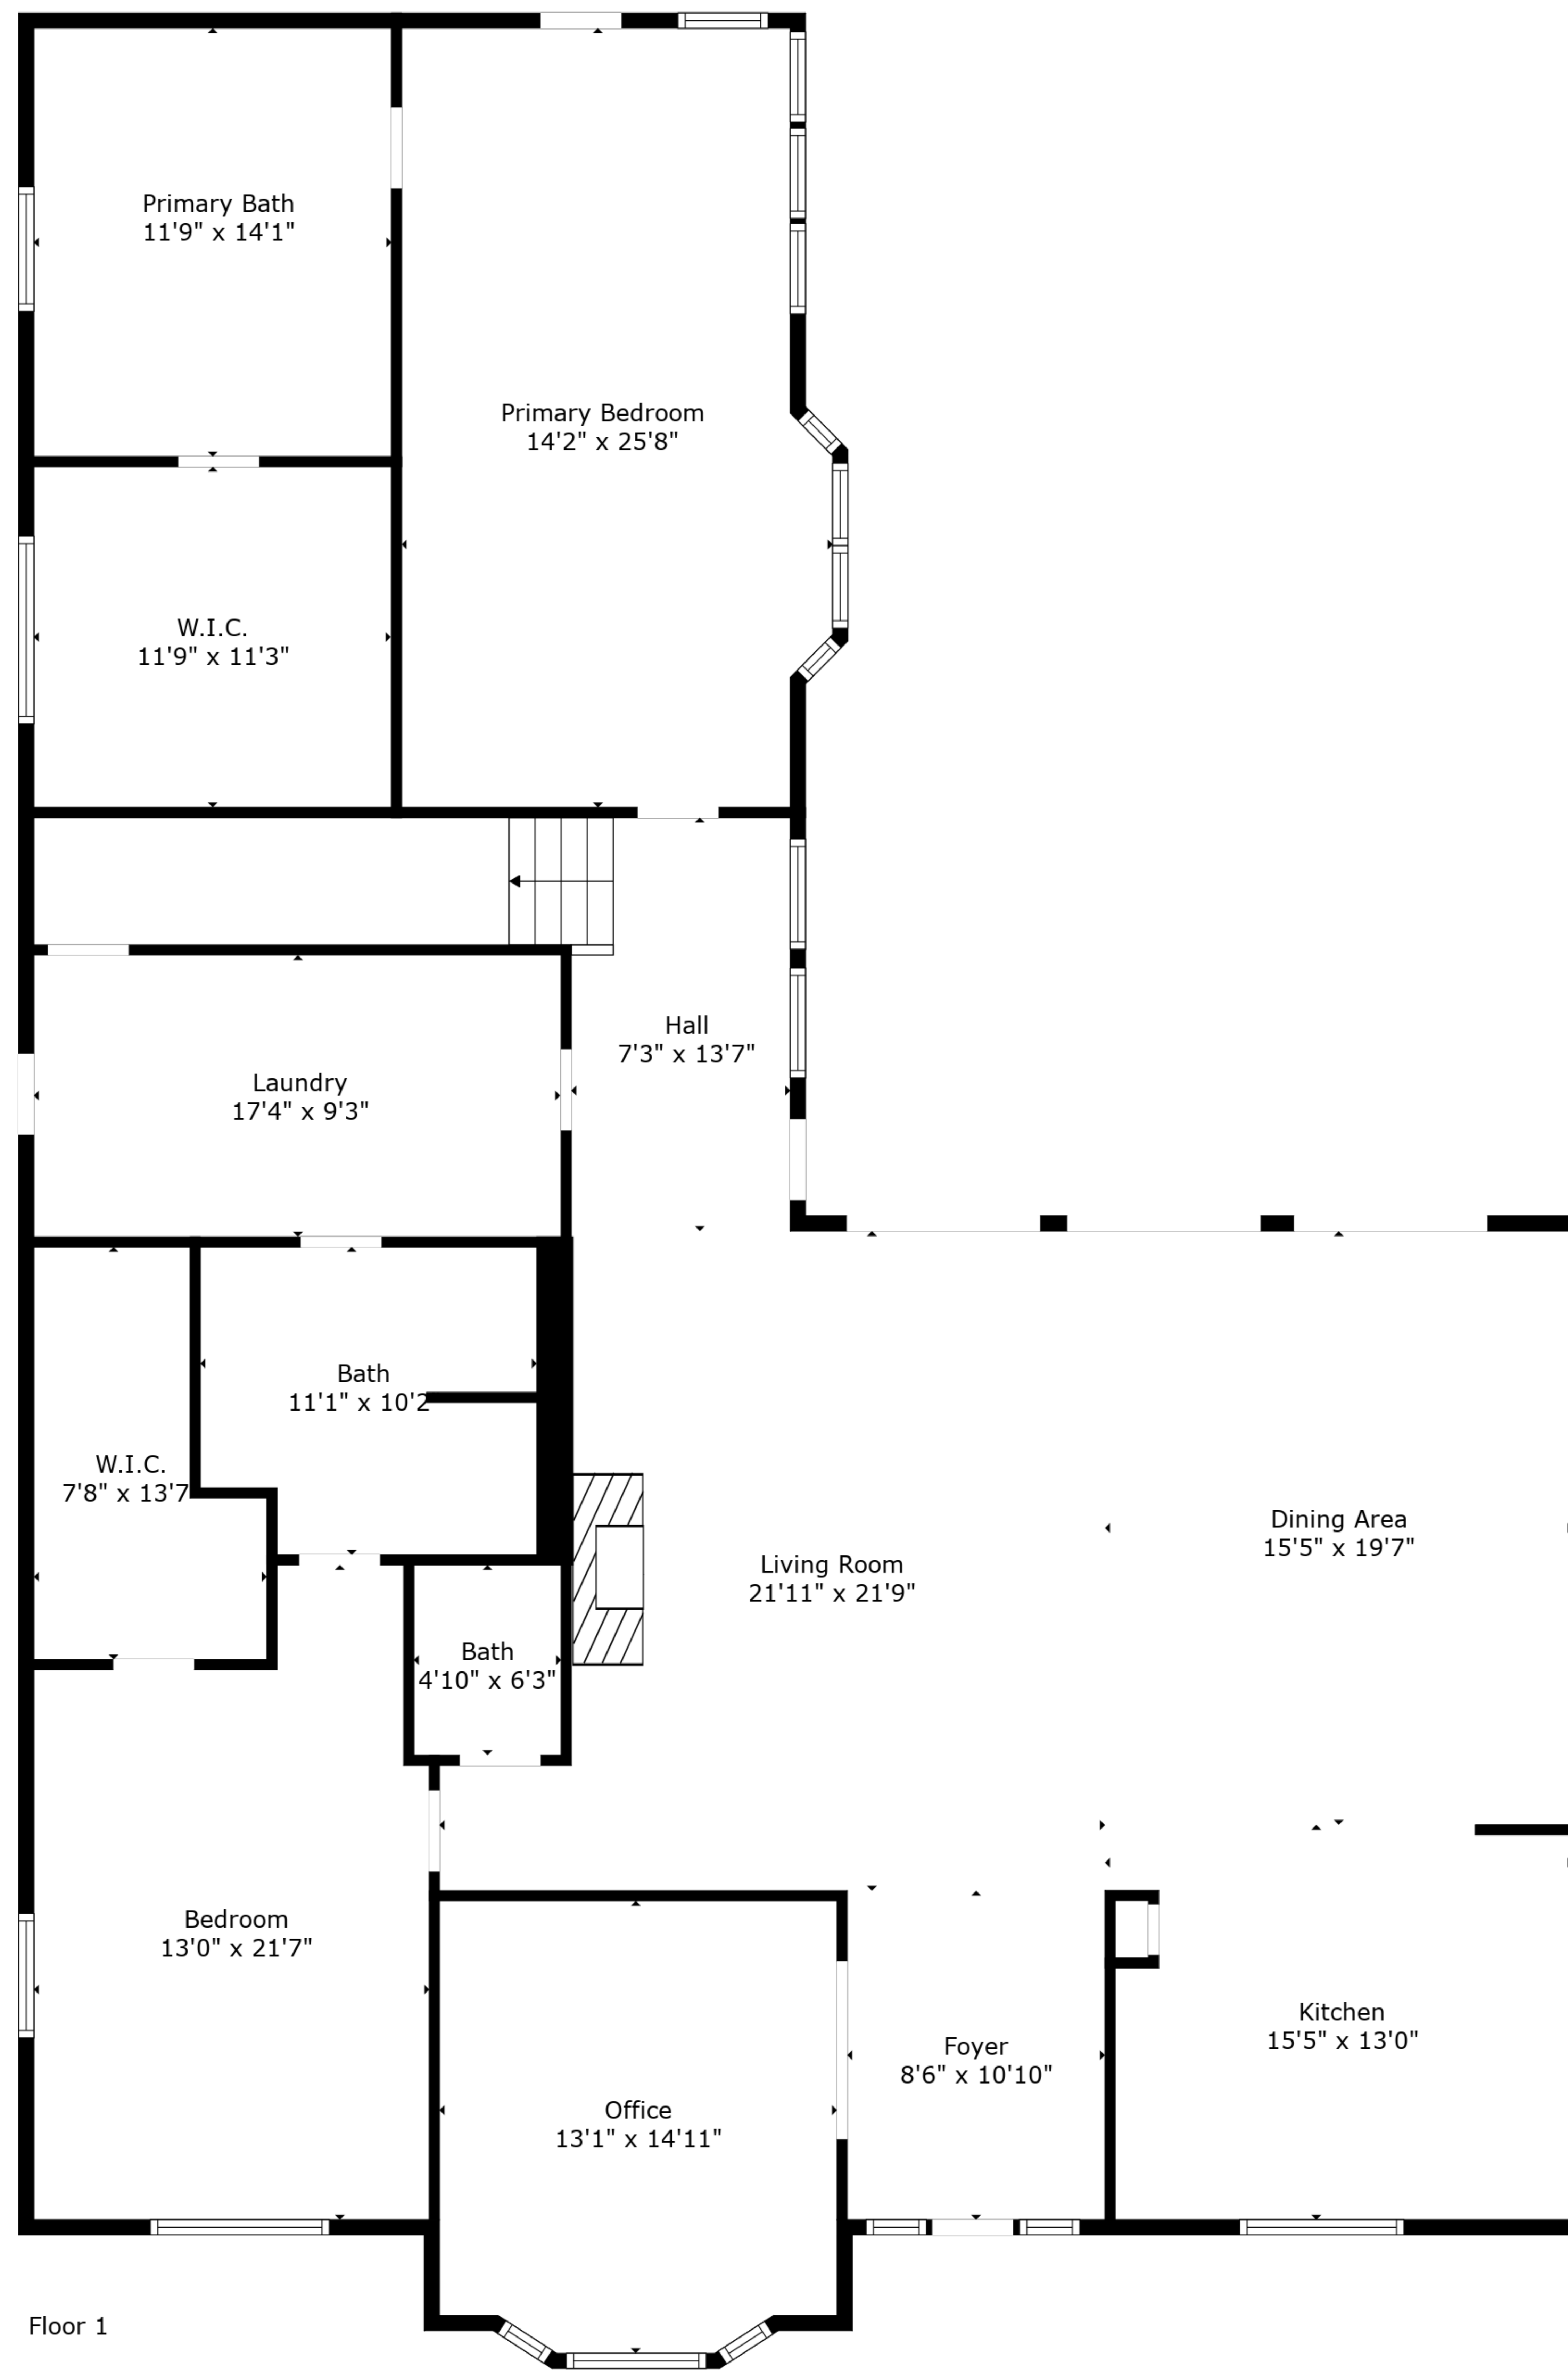 Primary Bath
11'9" x 14'1"
Primary Bedroom
14'2" x 25'8"
W.I.C.
11'9" x 11'3"
Hall
7'3" x 13'7"
Laundry
17'4" x 9'3"
Bath
11'1" x 10'2
W.I.C.
7'8" x 13'7
Dining Area
15'5" x 19'7"
Living Room
21'11" x 21'9"
Bath
4'10" x 6'3"
Bedroom
13'0" x 21'7"
Kitchen
15'5" x 13'0"
Foyer
8'6" x 10'10"
Office
13'1" x 14'11"
Floor 1